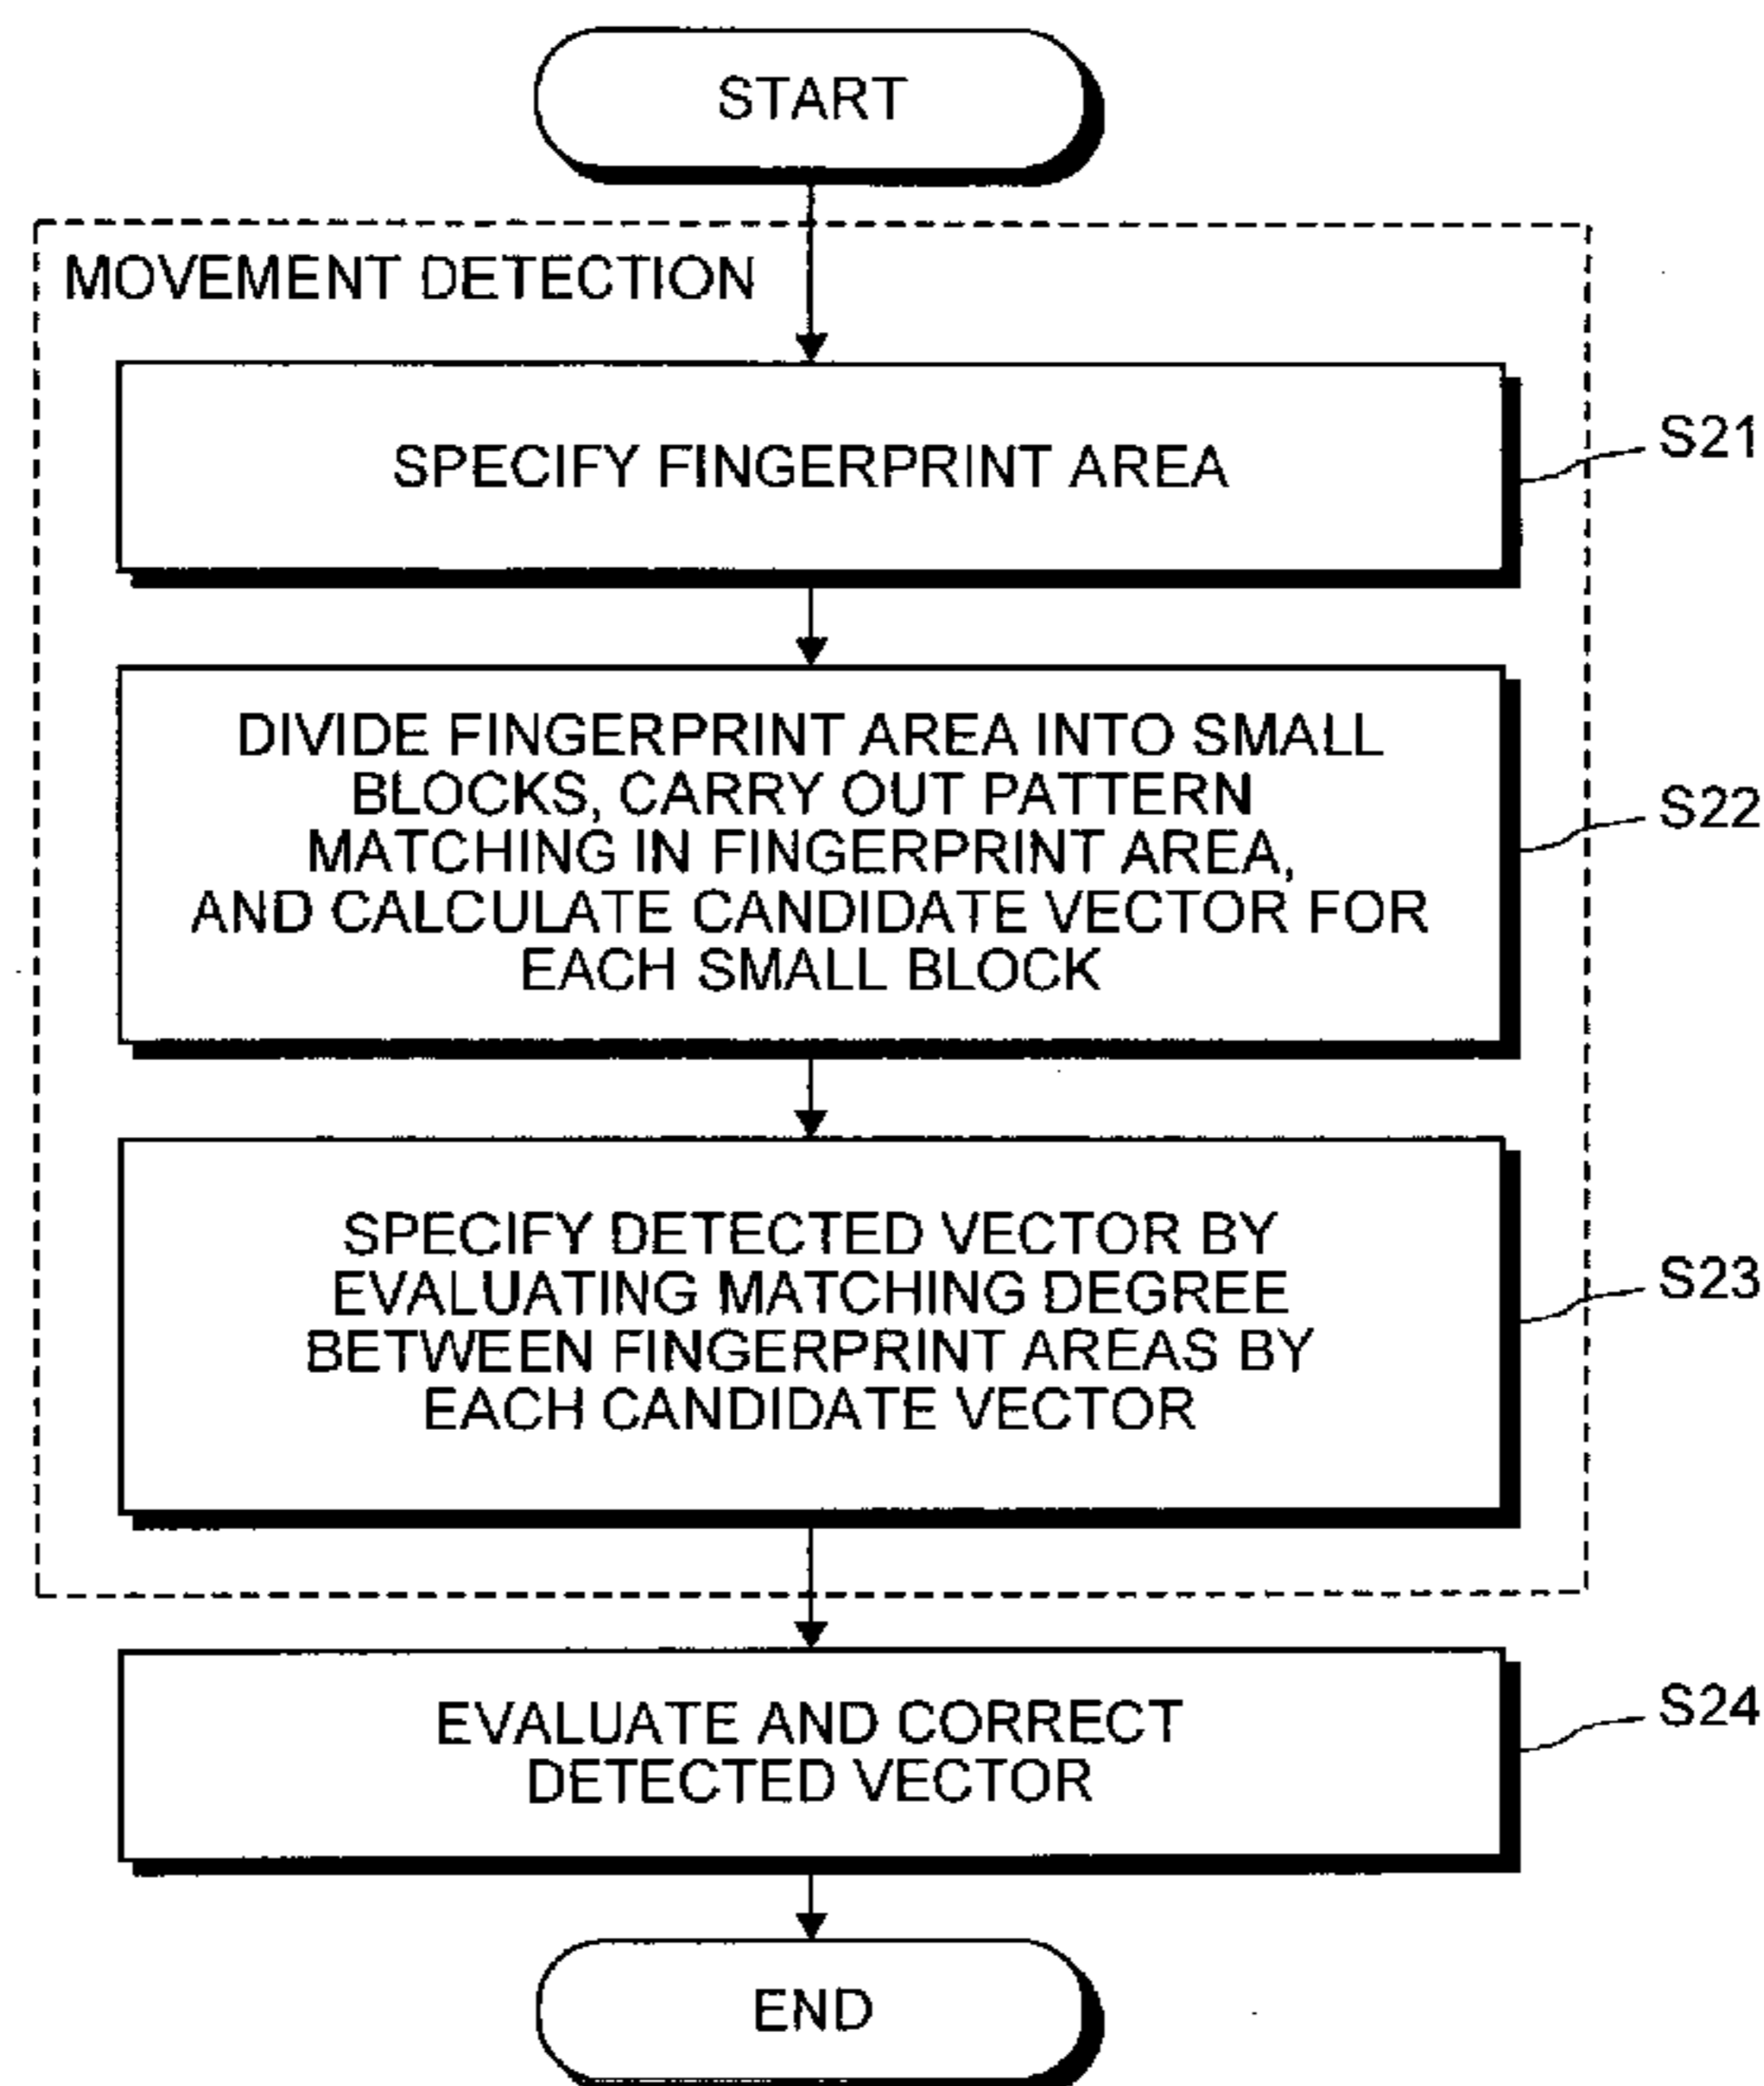 START
MOVEMENT DETECTION
SPECIFY FINGERPRINT AREA
S21
DIVIDE FINGERPRINT AREA INTO SMALL
BLOCKS, CARRY OUT PATTERN
MATCHING IN FINGERPRINT AREA,
AND CALCULATE CANDIDATE VECTOR FOR
EACH SMALL BLOCK
S22
SPECIFY DETECTED VECTOR BY
EVALUATING MATCHING DEGREE
BETWEEN FINGERPRINT AREAS BY
EACH CANDIDATE VECTOR
S23
EVALUATE AND CORRECT
DETECTED VECTOR
S24
END